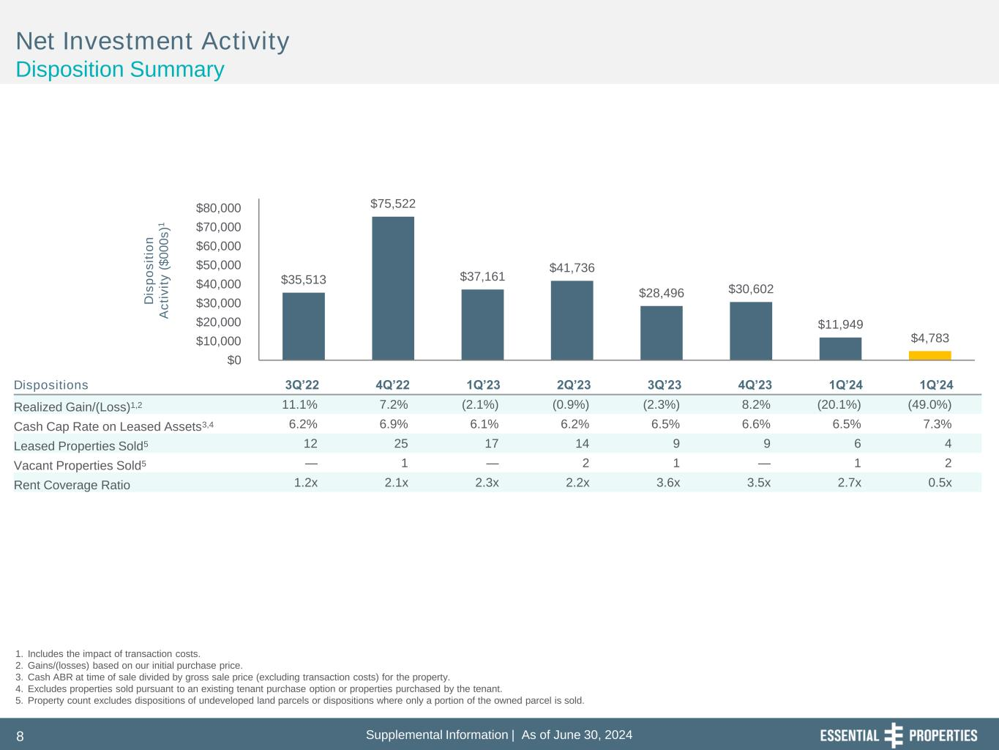 Net Investment Activity
Disposition Summary
Disposition
Activity ($000s)1
$80,000
$70,000
$60,000
$50,000
$40,000
$30,000
$20,000
$10,000
$0
$35,513
$75,522
$37,161
$41,736
$28,496
$30,602
$11,949
$4,783
Dispositions 3Q’22 4Q’22 1Q’23 2Q’23 3Q’23 4Q’23 1Q’24 1Q’24
Realized Gain/(Loss)1,2 11.1% 7.2% (2.1%) (0.9%) (2.3%) 8.2% (20.1%) (49.0%)
Cash Cap Rate on Leased Assets3,4 6.2% 6.9% 6.1% 6.2% 6.5% 6.6% 6.5% 7.3%
Leased Properties Sold5 12 25 17 14 9 9 6 4
Vacant Properties Sold5 — 1 — 2 1 — 1 2
Rent Coverage Ratio 1.2x 2.1x 2.3x 2.2x 3.6x 3.5x 2.7x 0.5x
1. Includes the impact of transaction costs.
2. Gains/(losses) based on our initial purchase price.
3. Cash ABR at time of sale divided by gross sale price (excluding transaction costs) for the property.
4. Excludes properties sold pursuant to an existing tenant purchase option or properties purchased by the tenant.
5. Property count excludes dispositions of undeveloped land parcels or dispositions where only a portion of the owned parcel is sold.
8
Supplemental Information | As of June 30, 2024
ESSENTIAL PROPERTIES